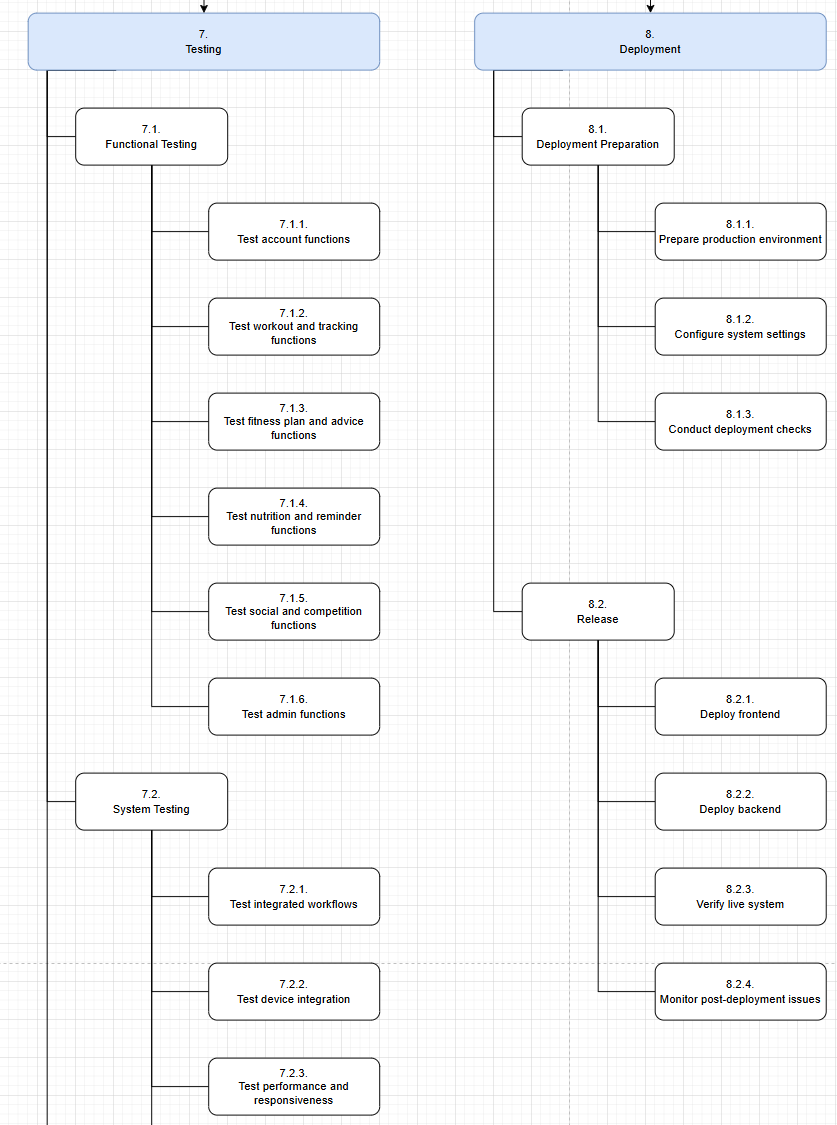 7.
Testing
7.1.
Functional Testing
7.1.1.
Test account functions
7.1.2.
Test workout and tracking
functions
7.1.3.
Test fitness plan and advice
functions
7.1.4.
Test nutrition and reminder
functions
7.1.5.
Test social and competition
functions
7.1.6.
Test admin functions
7.2.
System Testing
7.2.1.
Test integrated workflows
7.2.2.
Test device integration
7.2.3.
Test performance and
responsiveness
8.
Deployment
8.1.
Deployment Preparation
8.1.1.
Prepare production environment
8.1.2.
Configure system settings
8.1.3.
Conduct deployment checks
8.2.
Release
8.2.1.
Deploy frontend
8.2.2.
Deploy backend
8.2.3.
Verify live system
8.2.4.
Monitor post-deployment issues